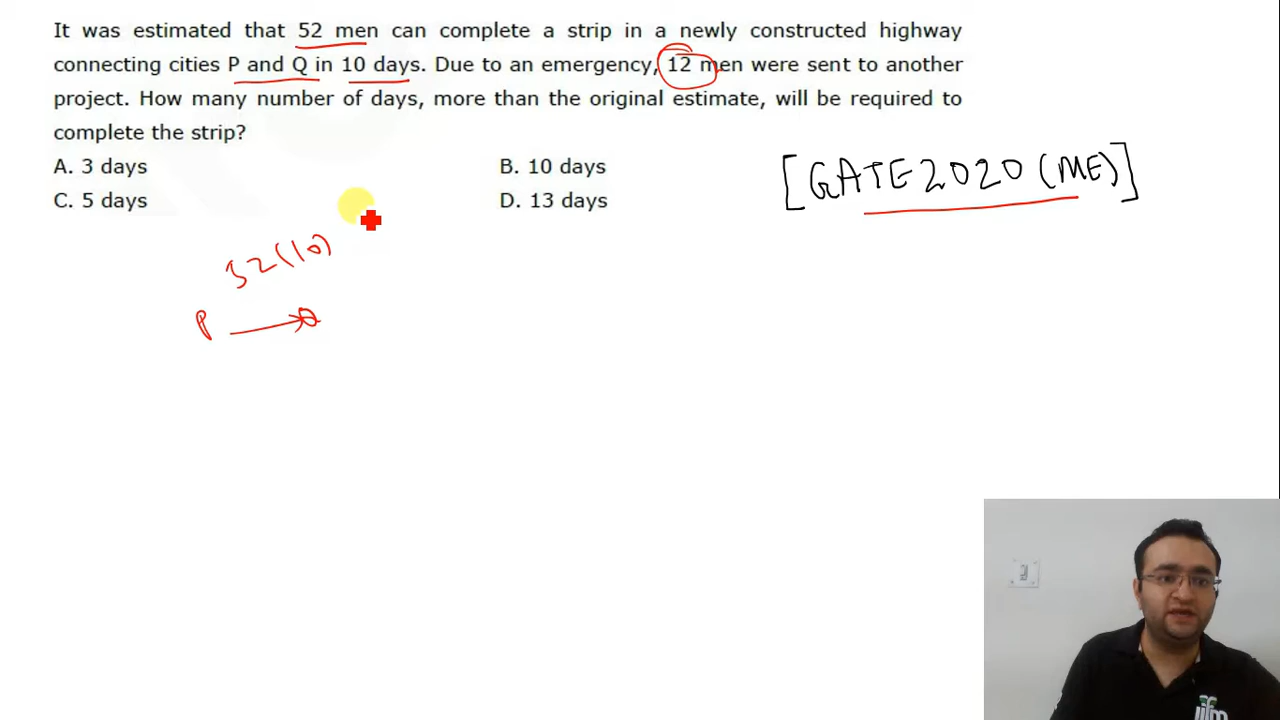 It was estimated that 52 men can complete a strip in a newly constructed highway
connecting cities P and Q in 10 days. Due to an emergency, 12 men were sent to another
project. How many number of days, more than the original estimate, will be required to
complete the strip?
A. 3 days
B. 10 days
C. 5 days
D. 13 days
[GATE 2020 (ME)]
52(10)
P → Q